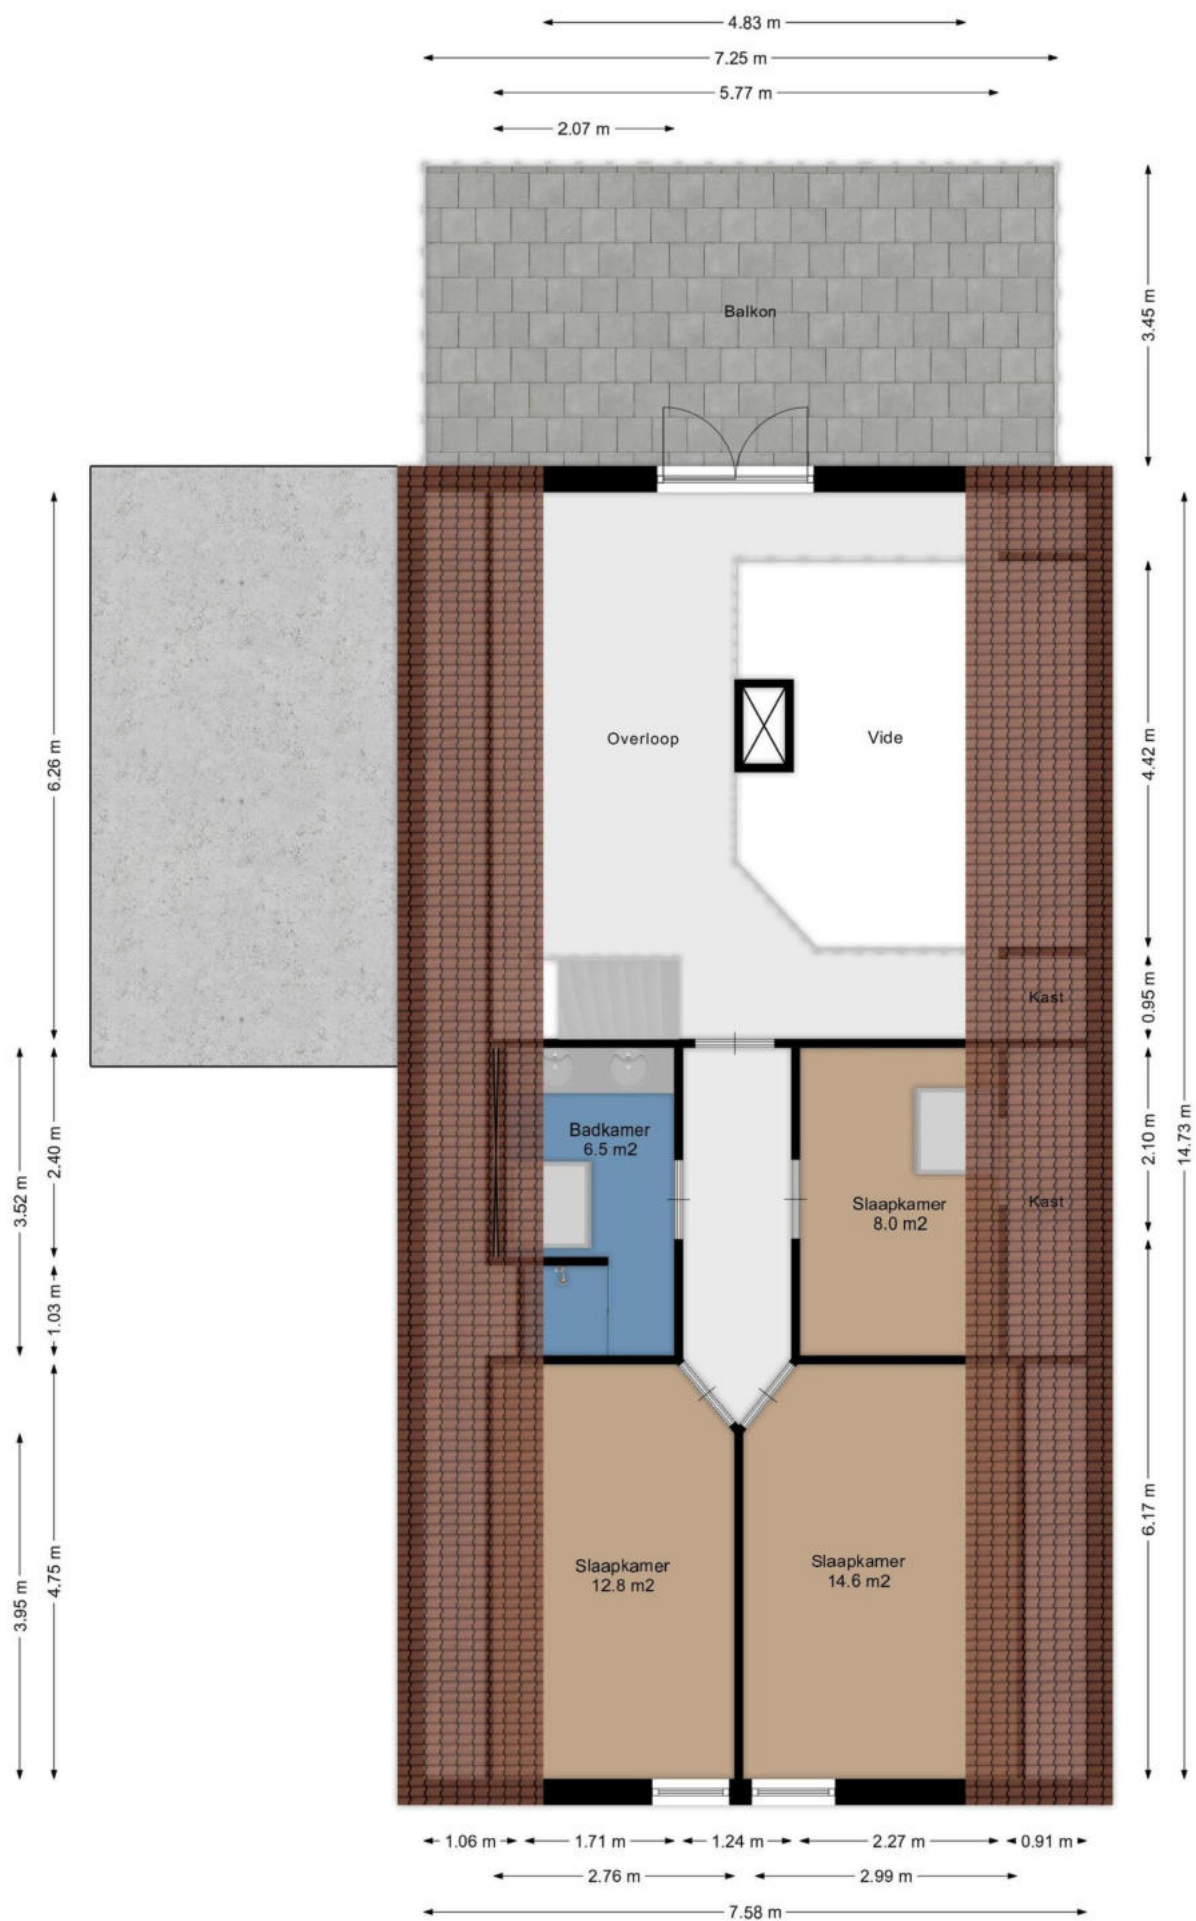 4.83 m
7.25 m
5.77 m
2.07 m
Balkon
3.45 m
6.26 m
Overloop
Vide
4.42 m
Kast
0.95 m
14.73 m
3.52 m
2.40 m
Badkamer
6.5 m2
Slaapkamer
8.0 m2
Kast
2.10 m
1.03 m
3.95 m
4.75 m
Slaapkamer
12.8 m2
Slaapkamer
14.6 m2
6.17 m
1.06 m
1.71 m
1.24 m
2.27 m
0.91 m
2.76 m
2.99 m
7.58 m